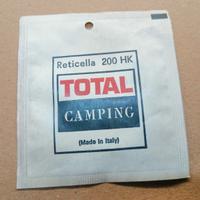 Reticella 200 HK
TOTAL
CAMPING
(Made in Italy)